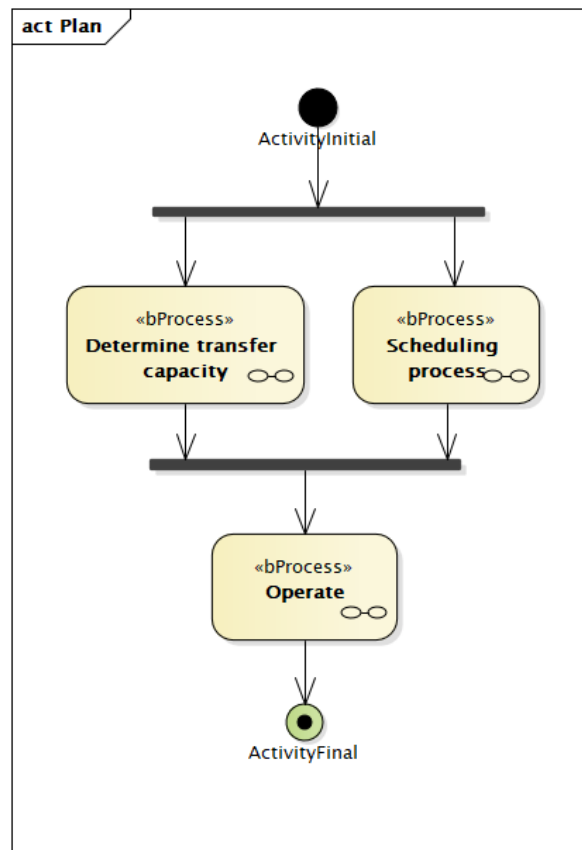 act Plan
ActivityInitial
«bProcess»
Determine transfer
capacity
«bProcess»
Scheduling
process
«bProcess»
Operate
ActivityFinal